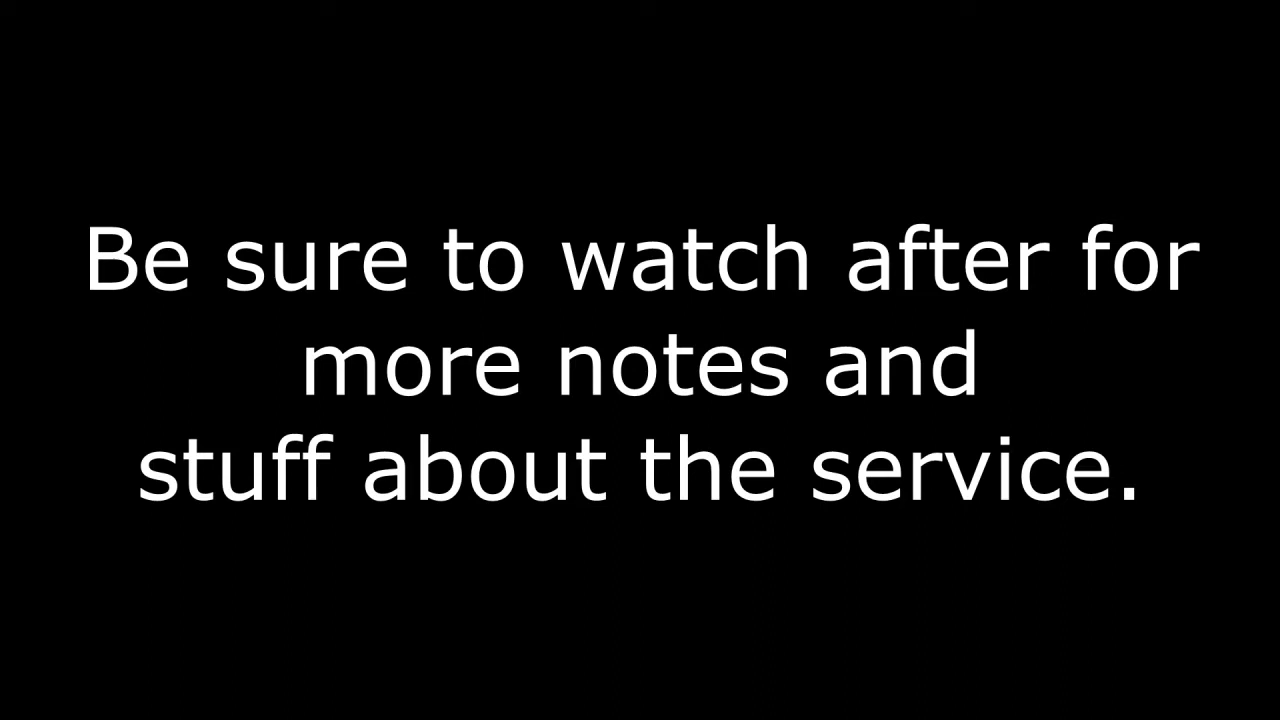 Be sure to watch after for
more notes and
stuff about the service.